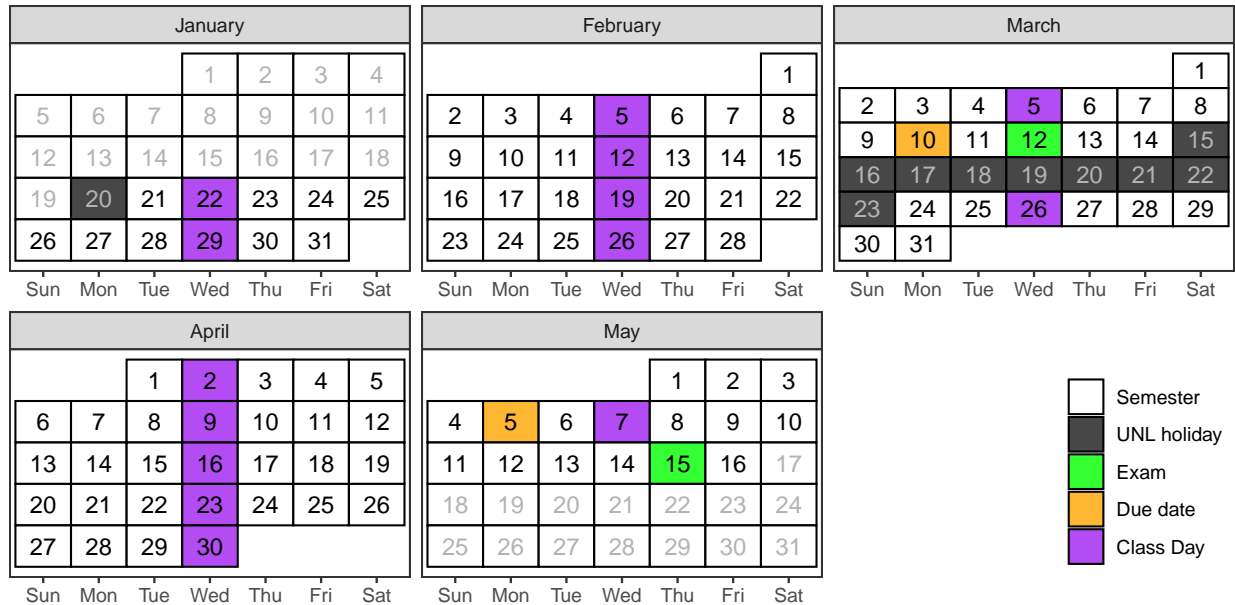 January
1 2 3 4
5 6 7 8 9 10 11
12 13 14 15 16 17 18
19 20 21 22 23 24 25
26 27 28 29 30 31
Sun Mon Tue Wed Thu Fri Sat
February
1
2 3 4 5 6 7 8
9 10 11 12 13 14 15
16 17 18 19 20 21 22
23 24 25 26 27 28
Sun Mon Tue Wed Thu Fri Sat
March
1
2 3 4 5 6 7 8
9 10 11 12 13 14 15
16 17 18 19 20 21 22
23 24 25 26 27 28 29
30 31
Sun Mon Tue Wed Thu Fri Sat
April
1 2 3 4 5
6 7 8 9 10 11 12
13 14 15 16 17 18 19
20 21 22 23 24 25 26
27 28 29 30
Sun Mon Tue Wed Thu Fri Sat
May
1 2 3
4 5 6 7 8 9 10
11 12 13 14 15 16 17
18 19 20 21 22 23 24
25 26 27 28 29 30 31
Sun Mon Tue Wed Thu Fri Sat
Semester
UNL holiday
Exam
Due date
Class Day